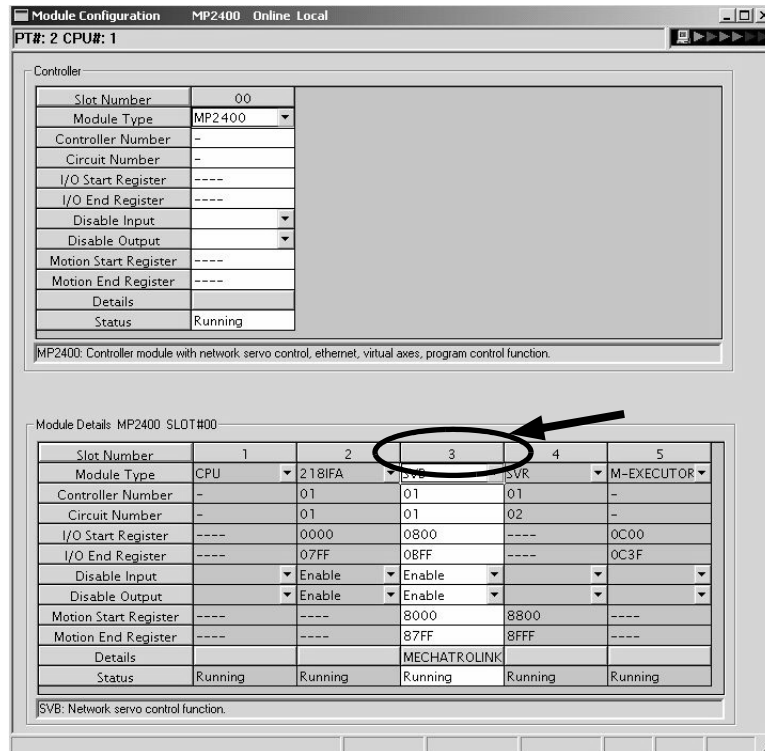 Module Configuration MP2400 Online Local
PT#: 2 CPU#: 1
Controller
Slot Number 00
Module Type MP2400
Controller Number -
Circuit Number -
I/O Start Register ----
I/O End Register ----
Disable Input
Disable Output
Motion Start Register ----
Motion End Register ----
Details
Status Running
MP2400: Controller module with network servo control, ethernet, virtual axes, program control function.
Module Details MP2400 SLOT#00
Slot Number 1 2 3 4 5
Module Type CPU 218IFA SVB SVR M-EXECUTOR
Controller Number - 01 01 01 -
Circuit Number - 01 01 02 -
I/O Start Register ---- 0000 0800 ---- 0C00
I/O End Register ---- 07FF 0BFF ---- 0C3F
Disable Input Enable Enable
Disable Output Enable Enable
Motion Start Register ---- ---- 8000 8800 ----
Motion End Register ---- ---- 87FF 8FFF ----
Details MECHATROLINK
Status Running Running Running Running Running
SVB: Network servo control function.